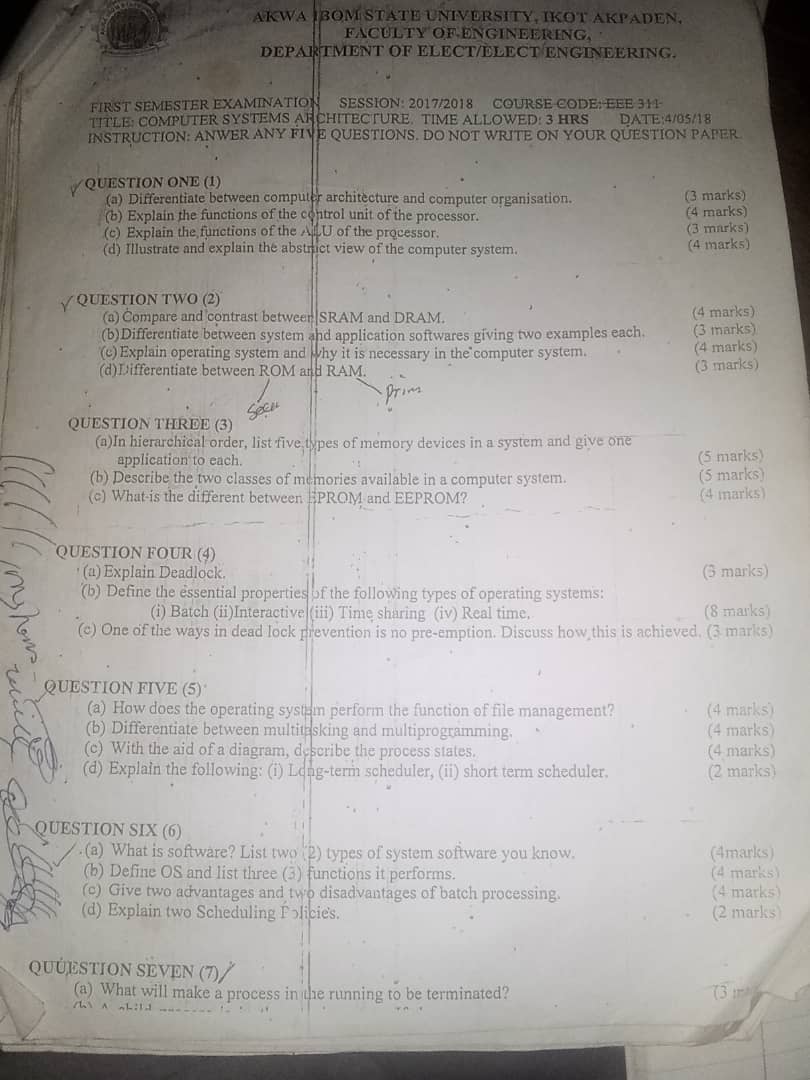 AKWA IBOM STATE UNIVERSITY, IKOT AKPADEN,
FACULTY OF ENGINEERING,
DEPARTMENT OF ELECT/ELECT ENGINEERING.
FIRST SEMESTER EXAMINATION SESSION: 2017/2018 COURSE CODE: EEE 311
TITLE: COMPUTER SYSTEMS ARCHITECTURE. TIME ALLOWED: 3 HRS DATE:4/05/18
INSTRUCTION: ANWER ANY FIVE QUESTIONS. DO NOT WRITE ON YOUR QUESTION PAPER.
QUESTION ONE (1)
(a) Differentiate between computer architecture and computer organisation. (3 marks)
(b) Explain the functions of the control unit of the processor. (4 marks)
(c) Explain the functions of the ALU of the processor. (3 marks)
(d) Illustrate and explain the abstract view of the computer system. (4 marks)
QUESTION TWO (2)
(a) Compare and contrast between SRAM and DRAM. (4 marks)
(b) Differentiate between system and application softwares giving two examples each. (3 marks)
(c) Explain operating system and why it is necessary in the computer system. (4 marks)
(d) Differentiate between ROM and RAM. (3 marks)
Prim
QUESTION THREE (3)
(a)In hierarchical order, list five types of memory devices in a system and give one
application to each. (5 marks)
(b) Describe the two classes of memories available in a computer system. (5 marks)
(c) What is the different between EPROM and EEPROM? (4 marks)
QUESTION FOUR (4)
(a) Explain Deadlock. (3 marks)
(b) Define the essential properties of the following types of operating systems:
(i) Batch (ii)Interactive (iii) Time sharing (iv) Real time. (8 marks)
(c) One of the ways in dead lock prevention is no pre-emption. Discuss how this is achieved. (3 marks)
QUESTION FIVE (5)
(a) How does the operating system perform the function of file management? (4 marks)
(b) Differentiate between multitasking and multiprogramming. (4 marks)
(c) With the aid of a diagram, describe the process states. (4 marks)
(d) Explain the following: (i) Long-term scheduler, (ii) short term scheduler. (2 marks)
QUESTION SIX (6)
(a) What is software? List two (2) types of system software you know. (4marks)
(b) Define OS and list three (3) functions it performs. (4 marks)
(c) Give two advantages and two disadvantages of batch processing. (4 marks)
(d) Explain two Scheduling Policies. (2 marks)
QUUESTION SEVEN (7)
(a) What will make a process in the running to be terminated? (3